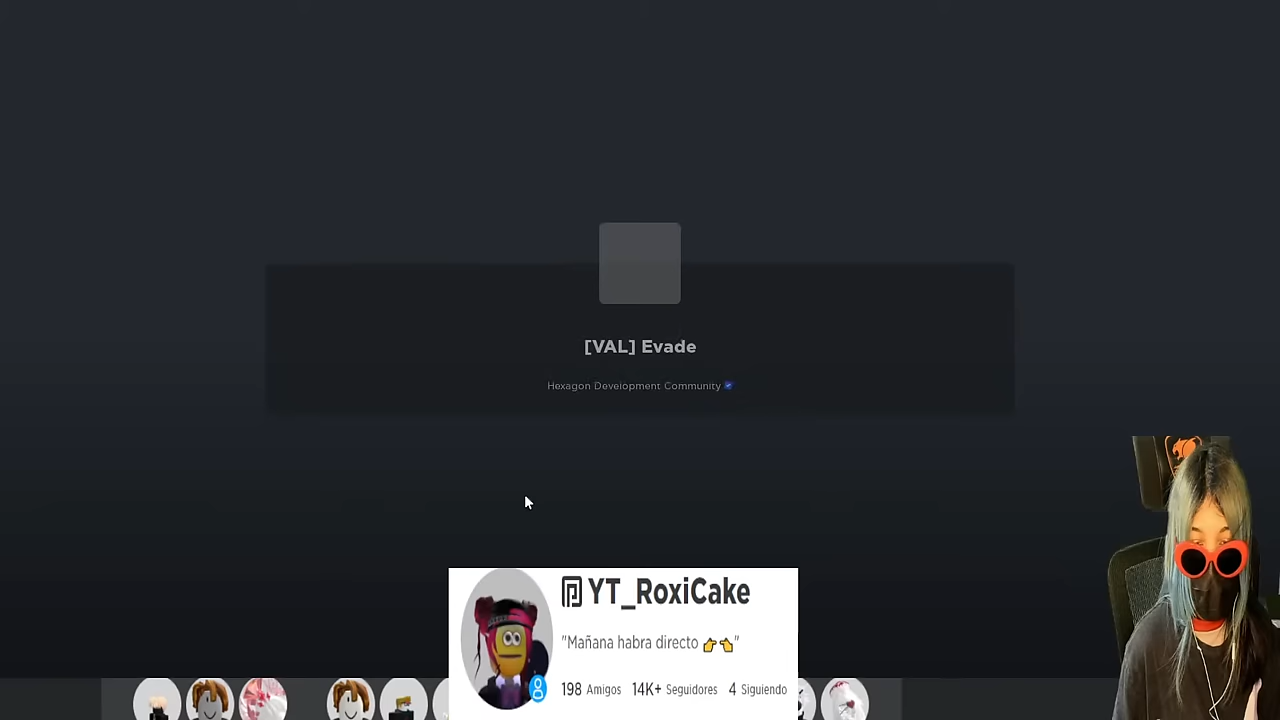 [VAL] Evade
Hexagon Development Community
@YT_RoxiCake
"Mañana habra directo 👉👈"
198 Amigos 14K+ Seguidores 4 Siguiendo